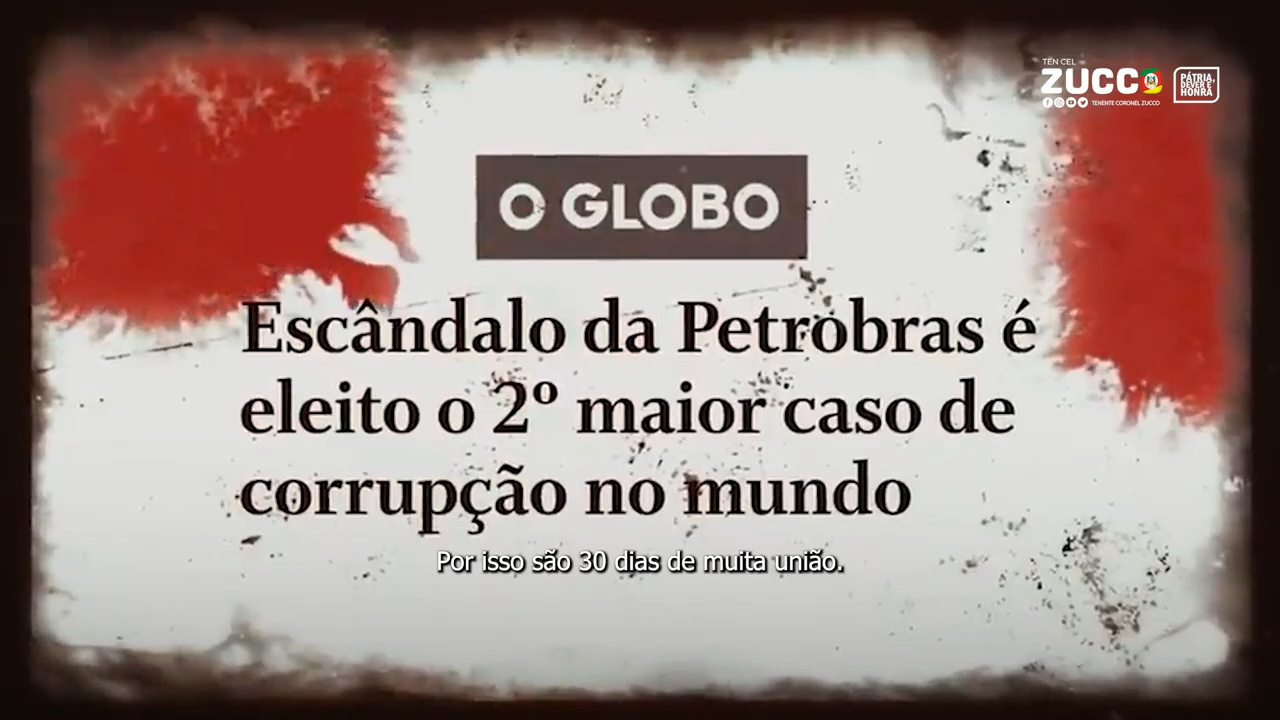 TEN CEL
ZUCCO
TENENTE CORONEL ZUCCO
PÁTRIA,
DEVER E
HONRA
O GLOBO
Escândalo da Petrobras é
eleito o 2º maior caso de
corrupção no mundo
Por isso são 30 dias de muita união.